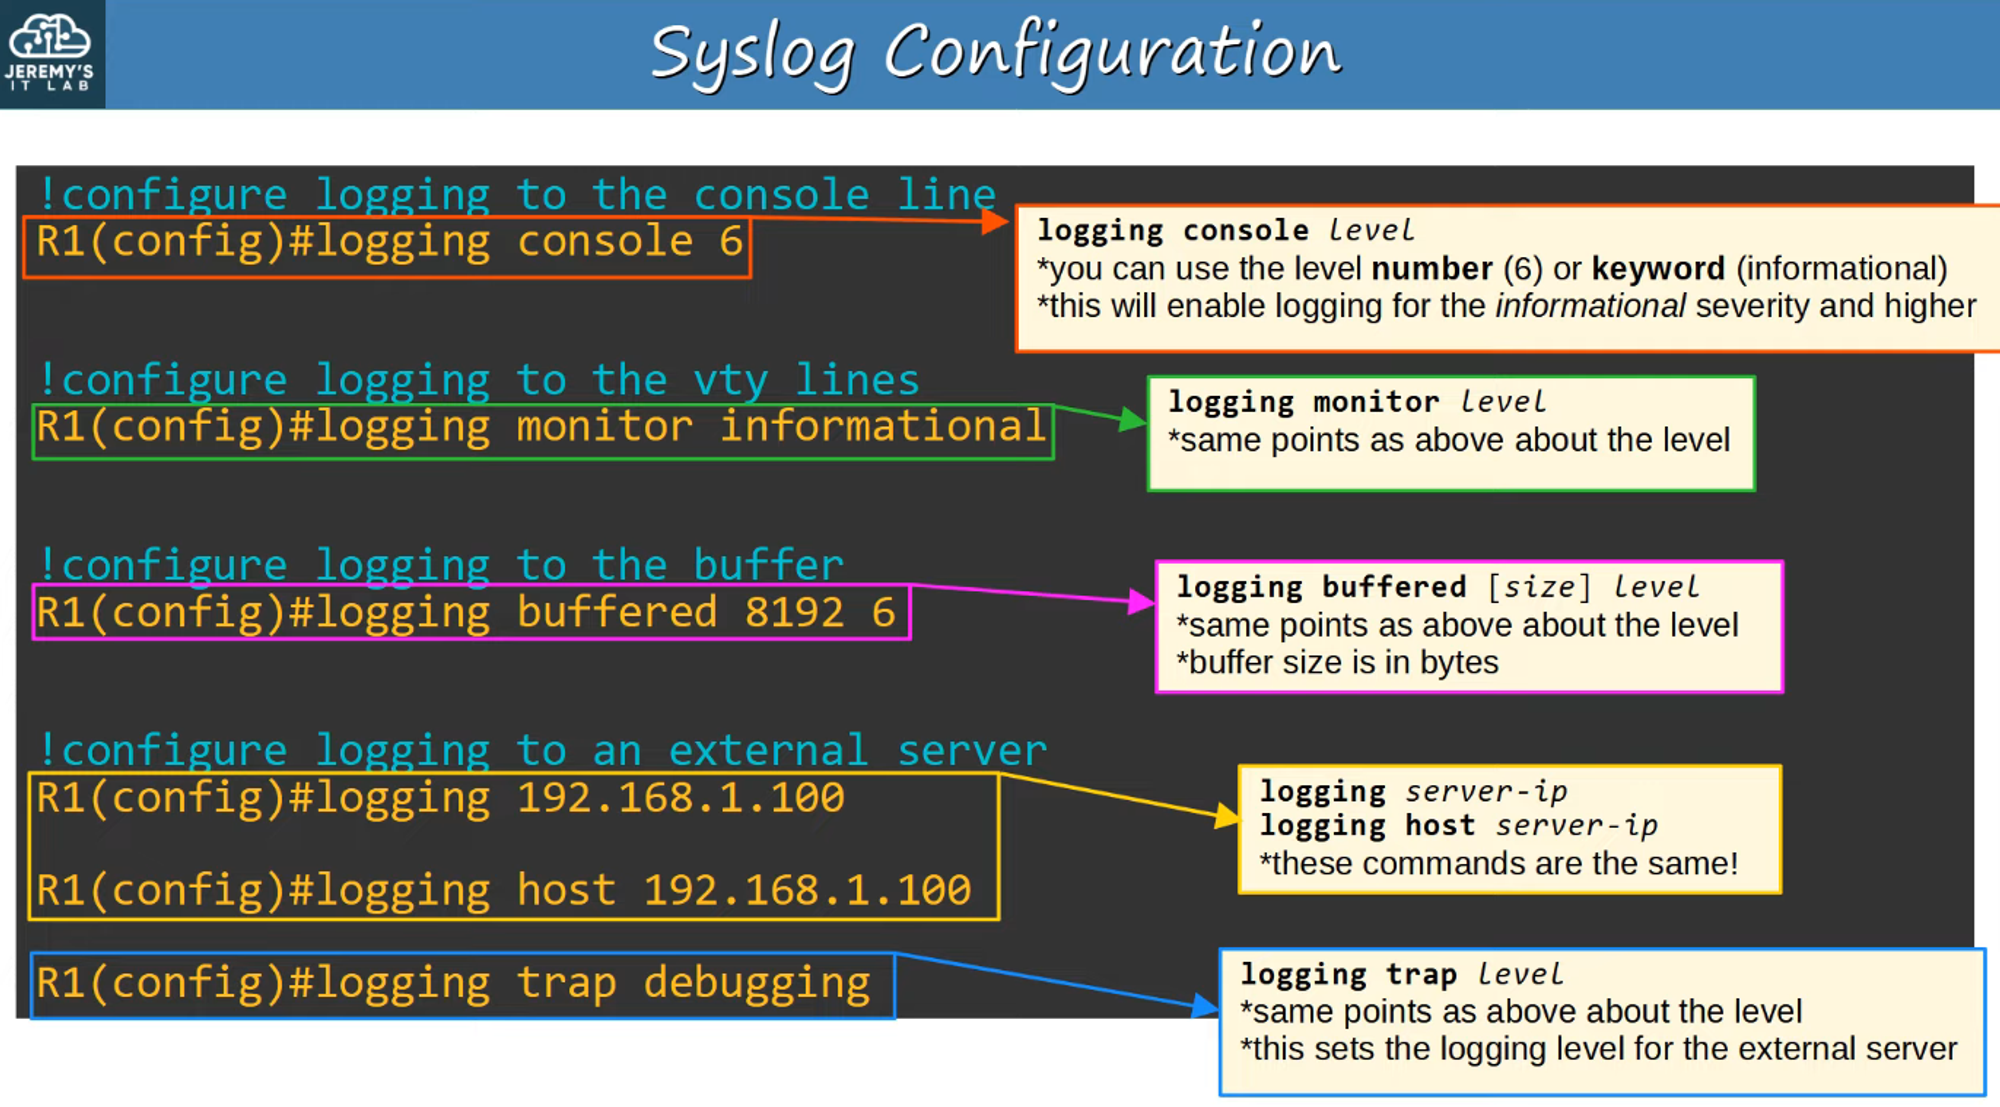 JEREMY'S
IT LAB
Syslog Configuration
!configure logging to the console line
R1(config)#logging console 6
logging console level
*you can use the level number (6) or keyword (informational)
*this will enable logging for the informational severity and higher
!configure logging to the vty lines
R1(config)#logging monitor informational
logging monitor level
*same points as above about the level
!configure logging to the buffer
R1(config)#logging buffered 8192 6
logging buffered [size] level
*same points as above about the level
*buffer size is in bytes
!configure logging to an external server
R1(config)#logging 192.168.1.100
R1(config)#logging host 192.168.1.100
logging server-ip
logging host server-ip
*these commands are the same!
R1(config)#logging trap debugging
logging trap level
*same points as above about the level
*this sets the logging level for the external server